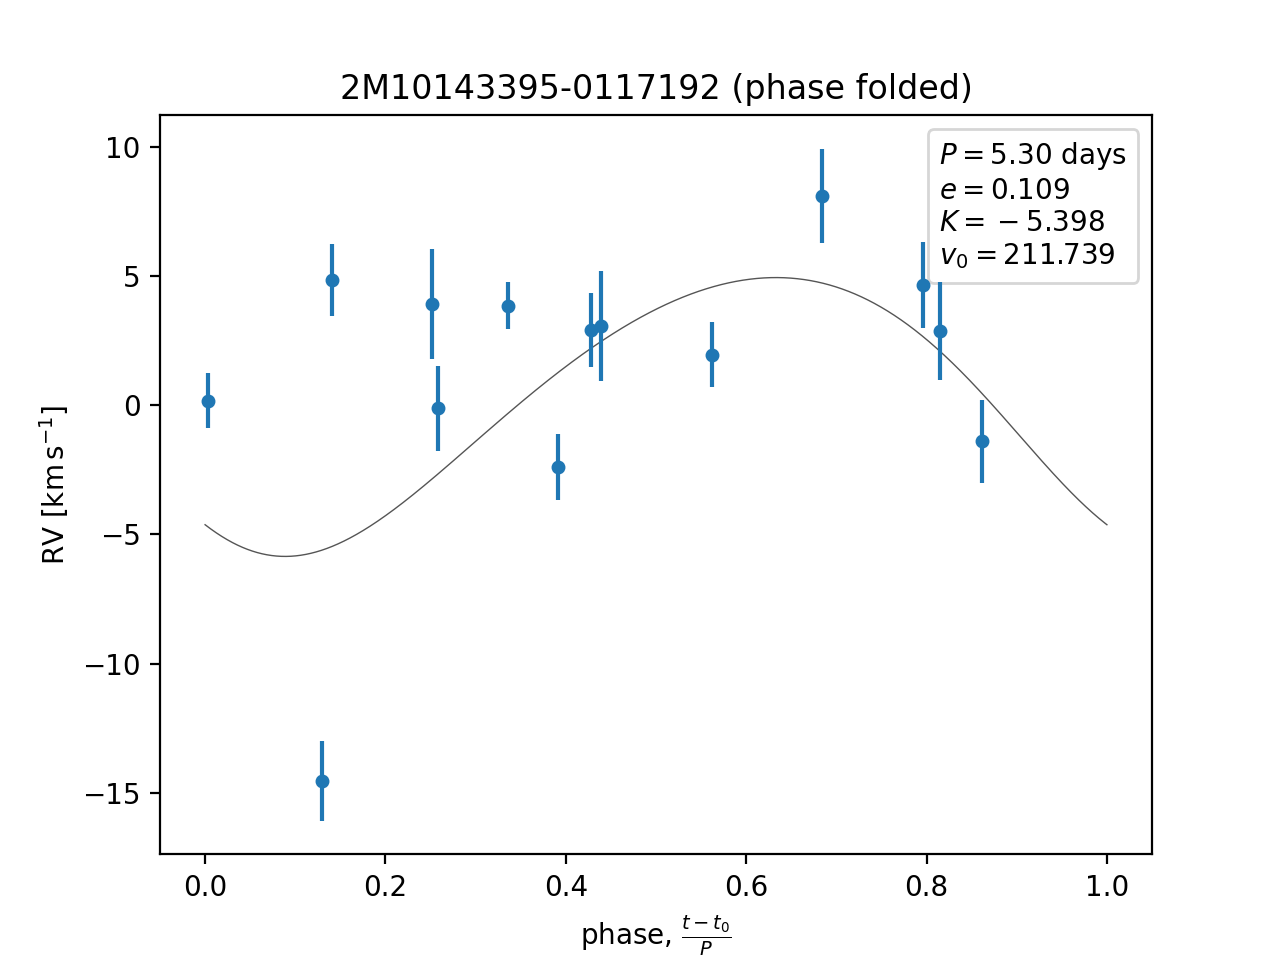 2M10143395-0117192 (phase folded)
P = 5.30 days
e = 0.109
K = −5.398
v₀ = 211.739
RV [km s⁻¹]
10
5
0
−5
−10
−15
0.0 0.2 0.4 0.6 0.8 1.0
phase, (t − t₀)/P